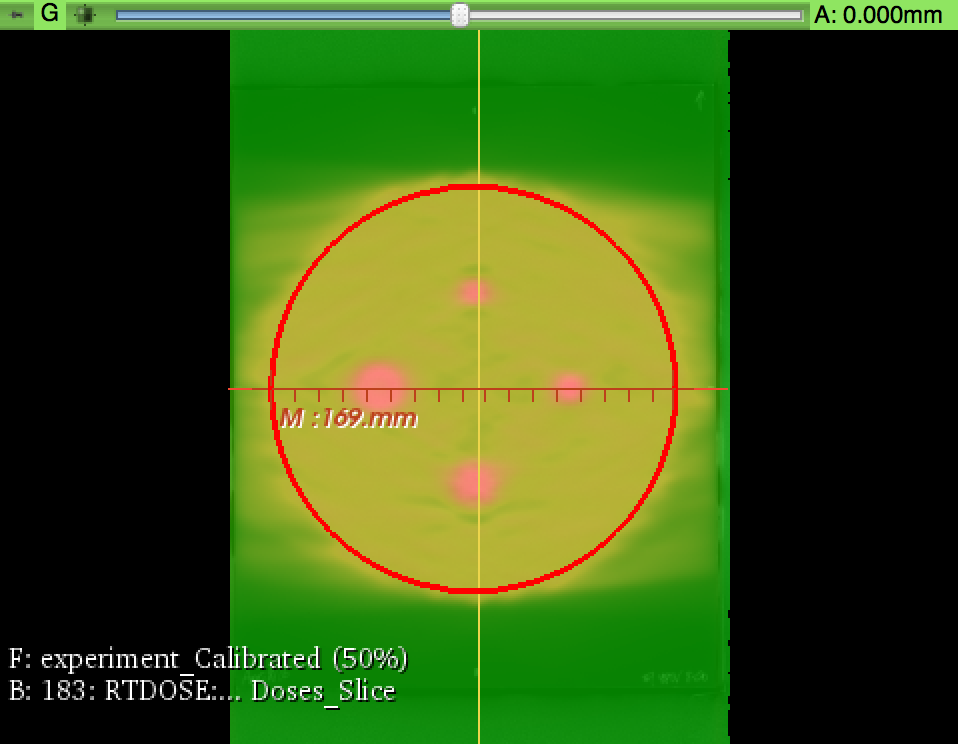 G A: 0.000mm
M :169.mm
F: experiment_Calibrated (50%)
B: 183: RTDOSE:... Doses_Slice